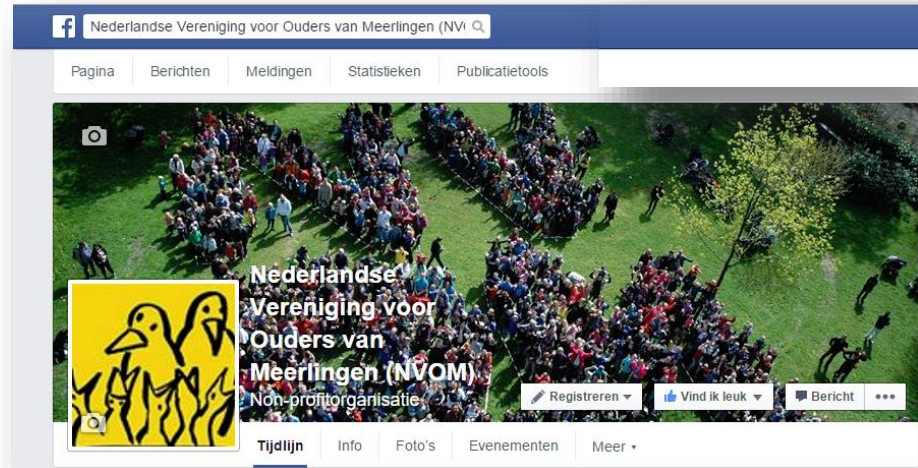 Nederlandse Vereniging voor Ouders van Meerlingen (NV
Pagina Berichten Meldingen Statistieken Publicatietools
Nederlandse
Vereniging voor
Ouders van
Meerlingen (NVOM)
Non-profitorganisatie
Registreren Vind ik leuk Bericht
Tijdlijn Info Foto's Evenementen Meer